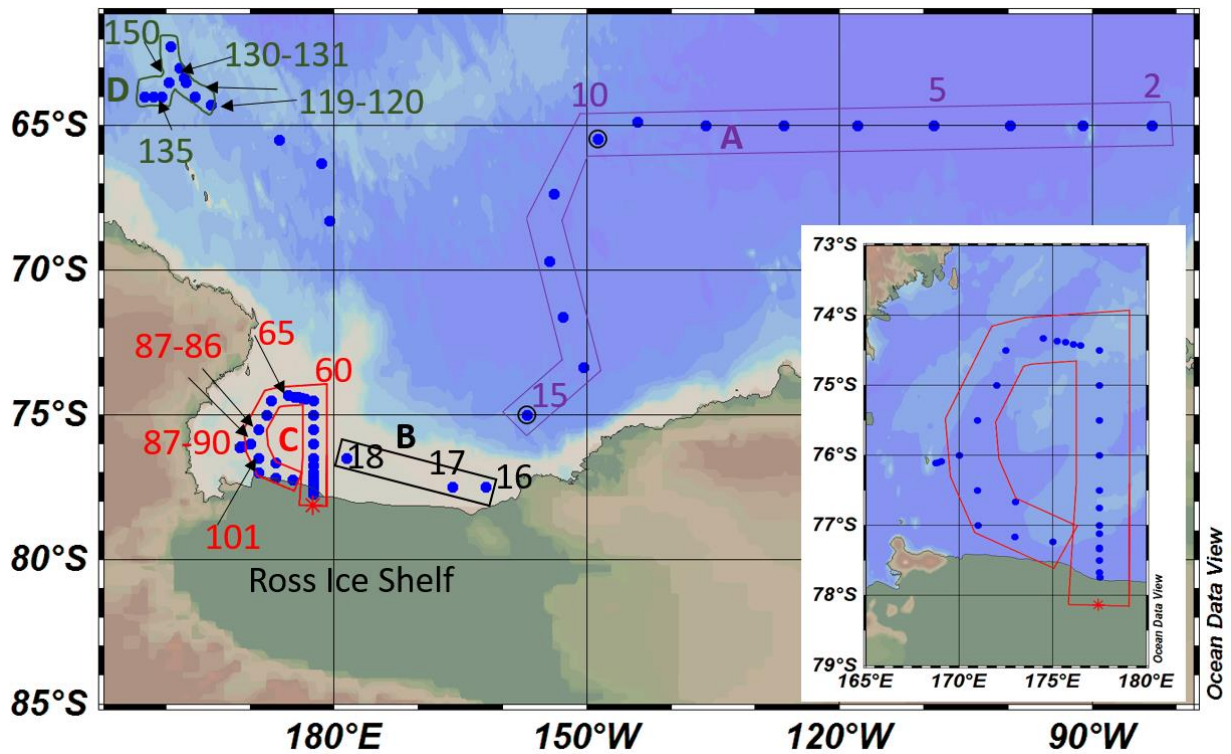 150
130-131
D
119-120
135
10
5
2
A
65°S
70°S
75°S
80°S
85°S
65
60
87-86
87-90
C
101
B
18
17
16
15
Ross Ice Shelf
180°E
150°W
120°W
90°W
Ocean Data View
73°S
74°S
75°S
76°S
77°S
78°S
79°S
165°E
170°E
175°E
180°E
Ocean Data View